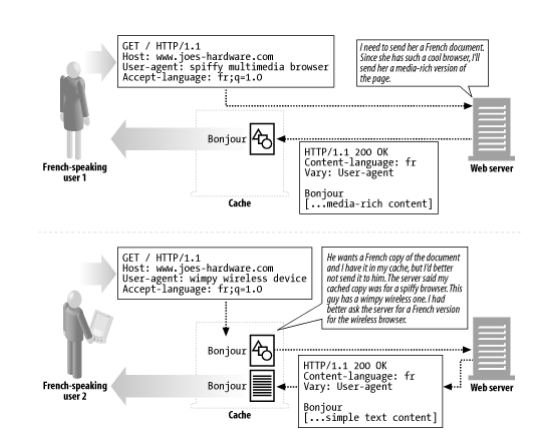 GET / HTTP/1.1
Host: www.joes-hardware.com
User-agent: spiffy multimedia browser
Accept-language: fr;q=1.0
I need to send her a French document.
Since she has such a cool browser, I'll
send her a media-rich version of
the page.
Bonjour
HTTP/1.1 200 OK
Content-language: fr
Vary: User-agent
Bonjour
[...media-rich content]
French-speaking
user 1
Cache
Web server
GET / HTTP/1.1
Host: www.joes-hardware.com
User-agent: wimpy wireless device
Accept-language: fr;q=1.0
He wants a French copy of the document
and I have it in my cache, but I'd better
not send it to him. The server said my
cached copy was for a spiffy browser. This
guy has a wimpy wireless one. I had
better ask the server for a French version
for the wireless browser.
Bonjour
Bonjour
HTTP/1.1 200 OK
Content-language: fr
Vary: User-agent
Bonjour
[...simple text content]
French-speaking
user 2
Cache
Web server